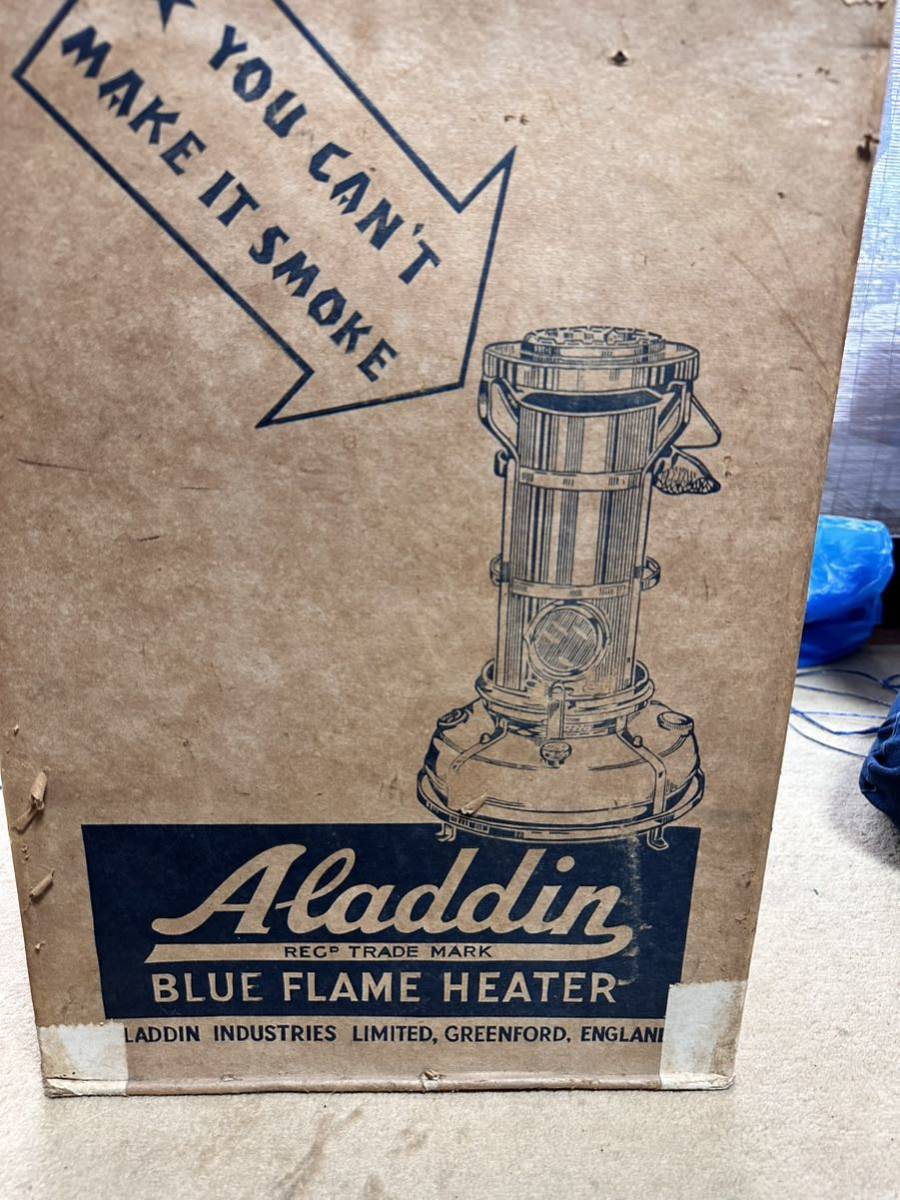 YOU CAN'T
MAKE IT SMOKE
Aladdin
REGD TRADE MARK
BLUE FLAME HEATER
LADDIN INDUSTRIES LIMITED, GREENFORD, ENGLAN